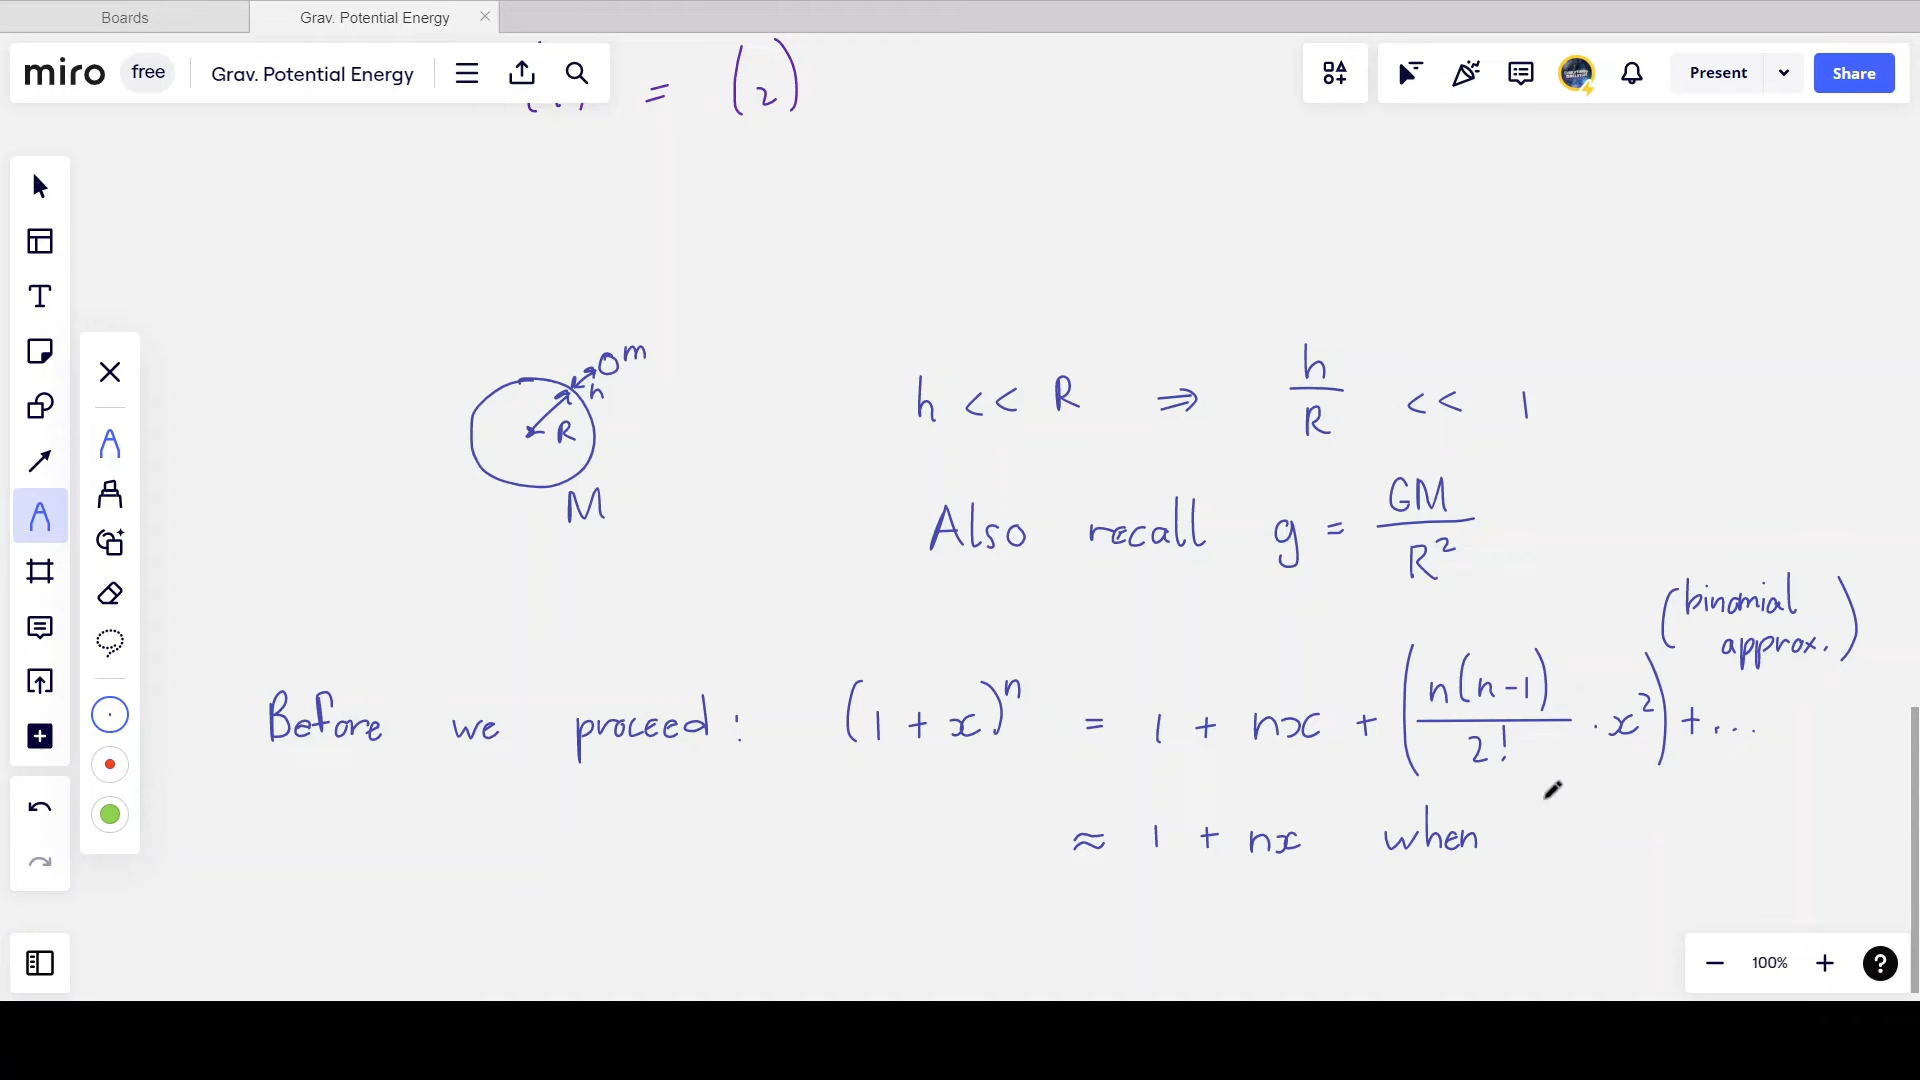 Boards
Grav. Potential Energy
miro free Grav. Potential Energy
Present
Share
= (2)
m
h
R
M
h << R ⇒ h/R << 1
Also recall g = GM/R²
(binomial approx.)
Before we proceed: (1 + x)ⁿ = 1 + nx + (n(n-1)/2! · x²) + ...
≈ 1 + nx when
100%
?